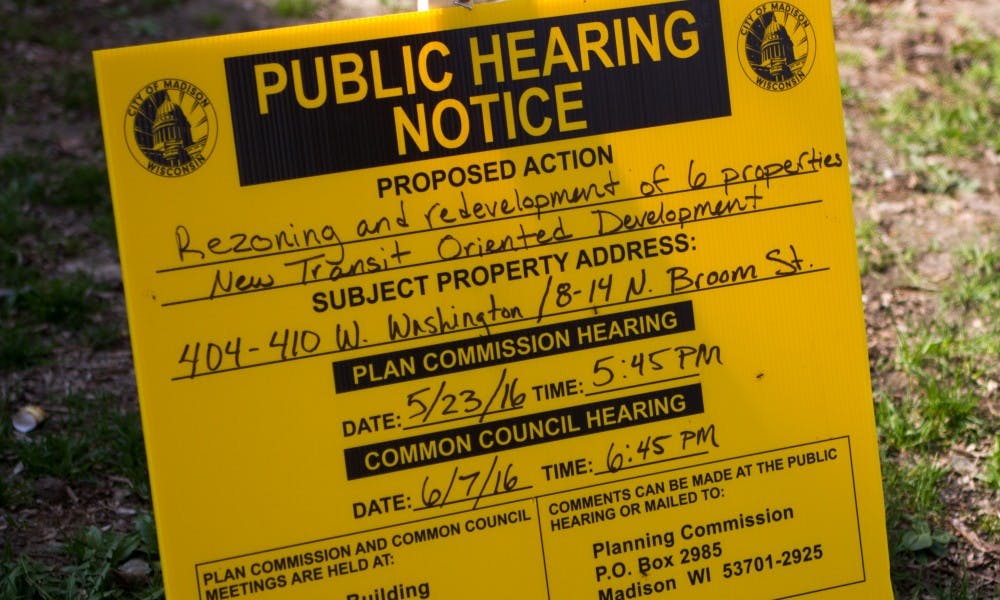 CITY OF MADISON
WISCONSIN
PUBLIC HEARING
NOTICE
CITY OF MADISON
WISCONSIN
PROPOSED ACTION
Rezoning and redevelopment of 6 properties
New Transit Oriented Development
SUBJECT PROPERTY ADDRESS:
404-410 W. Washington /8-14 N. Broom St.
PLAN COMMISSION HEARING
DATE: 5/23/16 TIME: 5:45 PM
COMMON COUNCIL HEARING
DATE: 6/7/16 TIME: 6:45 PM
PLAN COMMISSION AND COMMON COUNCIL
MEETINGS ARE HELD AT:
Building
COMMENTS CAN BE MADE AT THE PUBLIC
HEARING OR MAILED TO:
Planning Commission
P.O. Box 2985
Madison WI 53701-2925